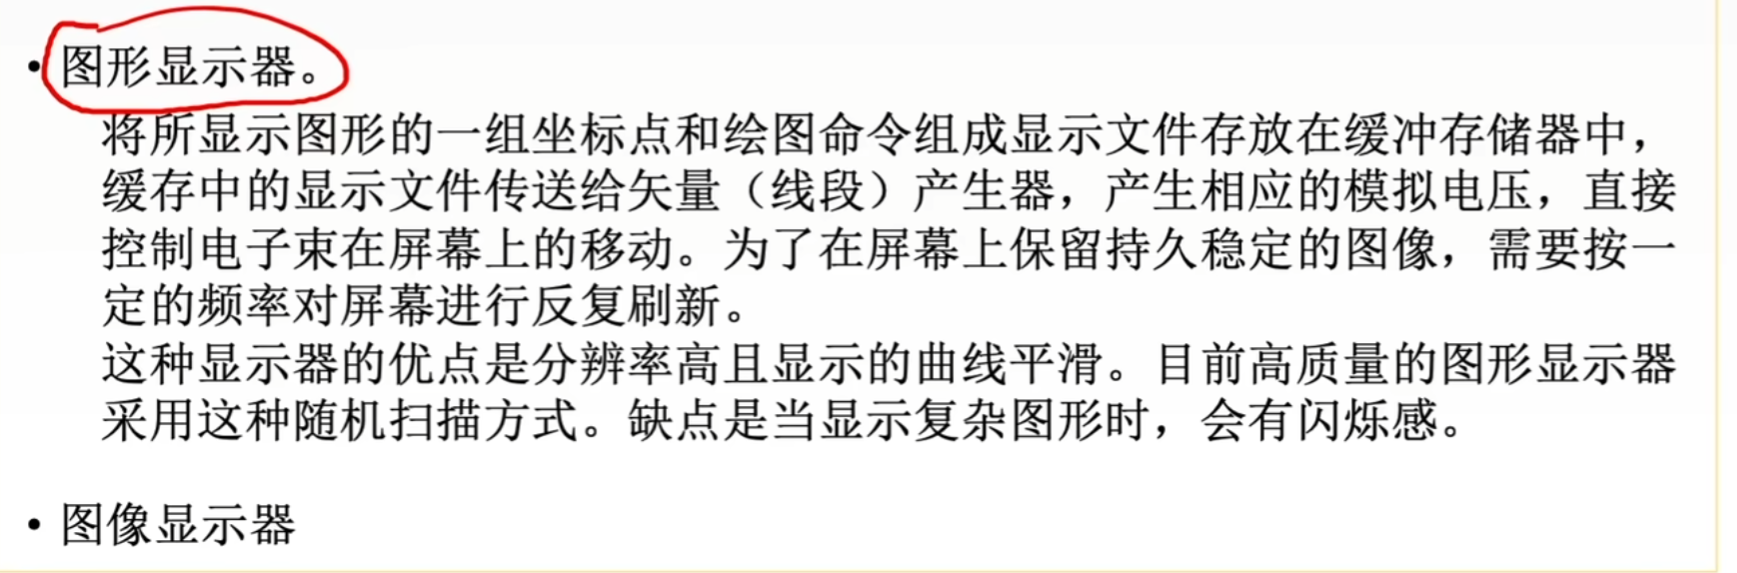 • 图形显示器。
将所显示图形的一组坐标点和绘图命令组成显示文件存放在缓冲存储器中，
缓存中的显示文件传送给矢量（线段）产生器，产生相应的模拟电压，直接
控制电子束在屏幕上的移动。为了在屏幕上保留持久稳定的图像，需要按一
定的频率对屏幕进行反复刷新。
这种显示器的优点是分辨率高且显示的曲线平滑。目前高质量的图形显示器
采用这种随机扫描方式。缺点是当显示复杂图形时，会有闪烁感。
• 图像显示器